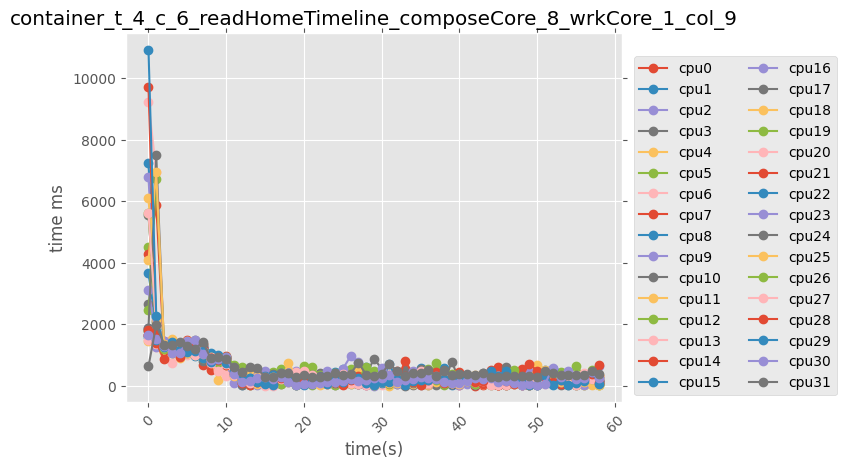 container_t_4_c_6_readHomeTimeline_composeCore_8_wrkCore_1_col_9
10000
8000
6000
4000
2000
0
time ms
0
10
20
30
40
50
60
time(s)
cpu0
cpu1
cpu2
cpu3
cpu4
cpu5
cpu6
cpu7
cpu8
cpu9
cpu10
cpu11
cpu12
cpu13
cpu14
cpu15
cpu16
cpu17
cpu18
cpu19
cpu20
cpu21
cpu22
cpu23
cpu24
cpu25
cpu26
cpu27
cpu28
cpu29
cpu30
cpu31